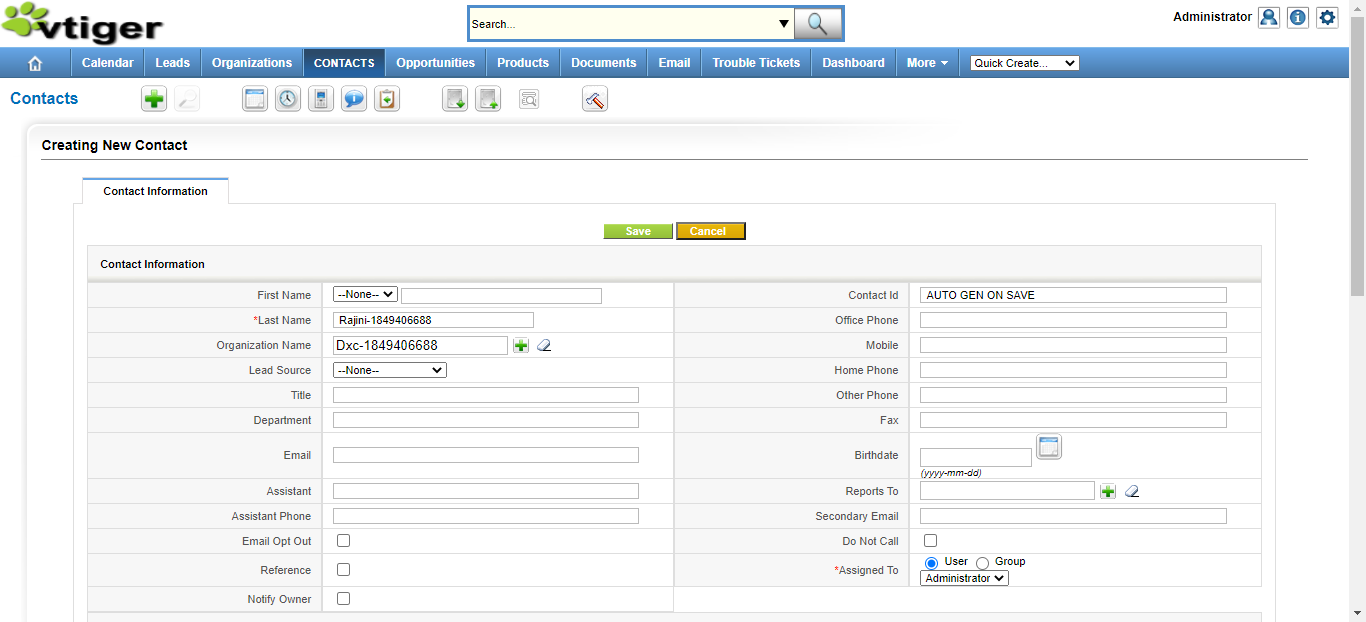 vtiger
Search...
Administrator
Calendar Leads Organizations CONTACTS Opportunities Products Documents Email Trouble Tickets Dashboard More Quick Create...
Contacts
Creating New Contact
Contact Information
Save Cancel
Contact Information
First Name --None-- Contact Id AUTO GEN ON SAVE
*Last Name Rajini-1849406688 Office Phone
Organization Name Dxc-1849406688 Mobile
Lead Source --None-- Home Phone
Title Other Phone
Department Fax
Email Birthdate
(yyyy-mm-dd)
Assistant Reports To
Assistant Phone Secondary Email
Email Opt Out Do Not Call
Reference *Assigned To User Group
Administrator
Notify Owner